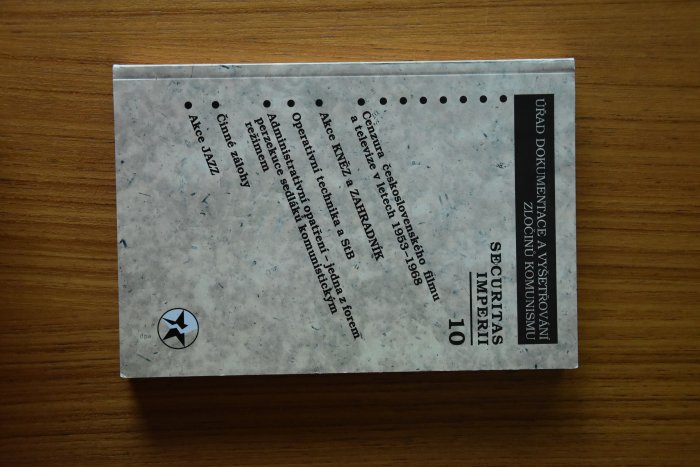 ÚŘAD DOKUMENTACE A VYŠETŘOVÁNÍ
ZLOČINŮ KOMUNISMU
SECURITAS
IMPERII
10
Cenzura československého filmu
a televize v letech 1953–1968
Akce KNĚZ a ZAHRADNÍK
Operativní technika a StB
Administrativní opatření – jedna z forem
perzekuce sedláků komunistickým
režimem
Činné zálohy
Akce JAZZ